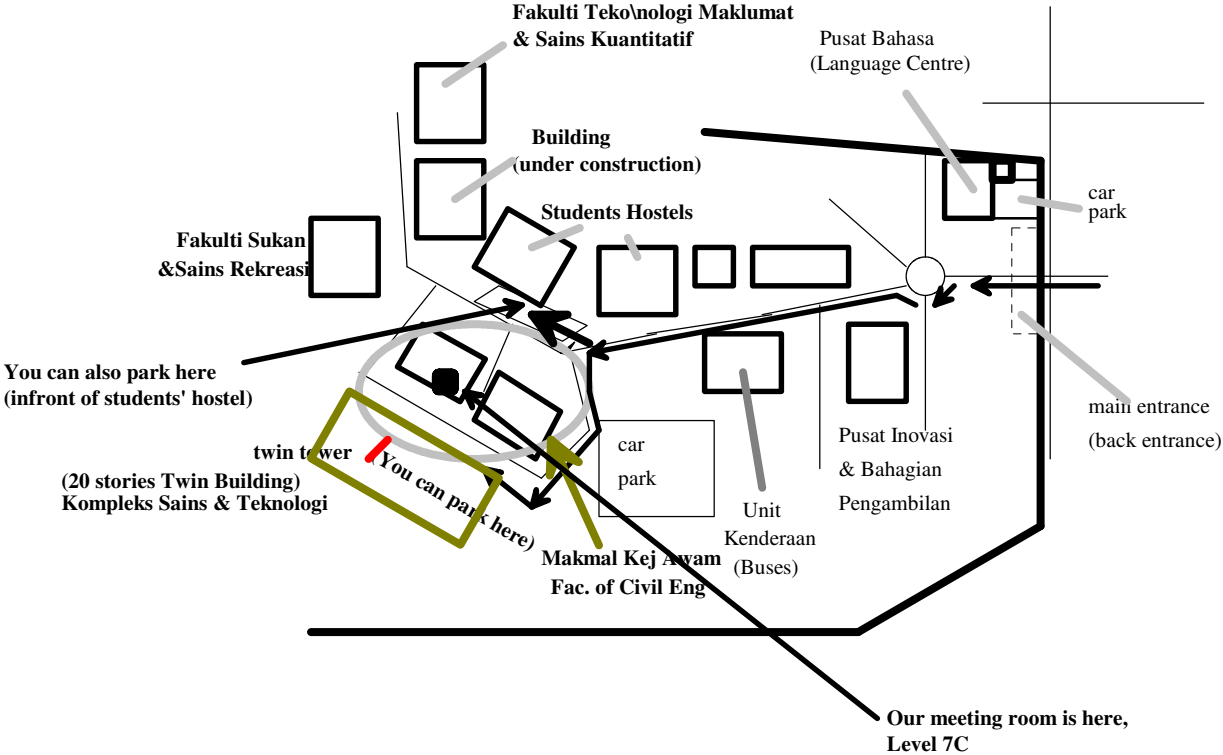 Fakulti Teko\nologi Maklumat
& Sains Kuantitatif
Pusat Bahasa
(Language Centre)
Building
(under construction)
car
park
Students Hostels
Fakulti Sukan
&Sains Rekreasi
You can also park here
(infront of students' hostel)
main entrance
(back entrance)
twin tower
(You can park here)
(20 stories Twin Building)
Kompleks Sains & Teknologi
car
park
Pusat Inovasi
& Bahagian
Pengambilan
Unit
Kenderaan
(Buses)
Makmal Kej Awam
Fac. of Civil Eng
Our meeting room is here,
Level 7C